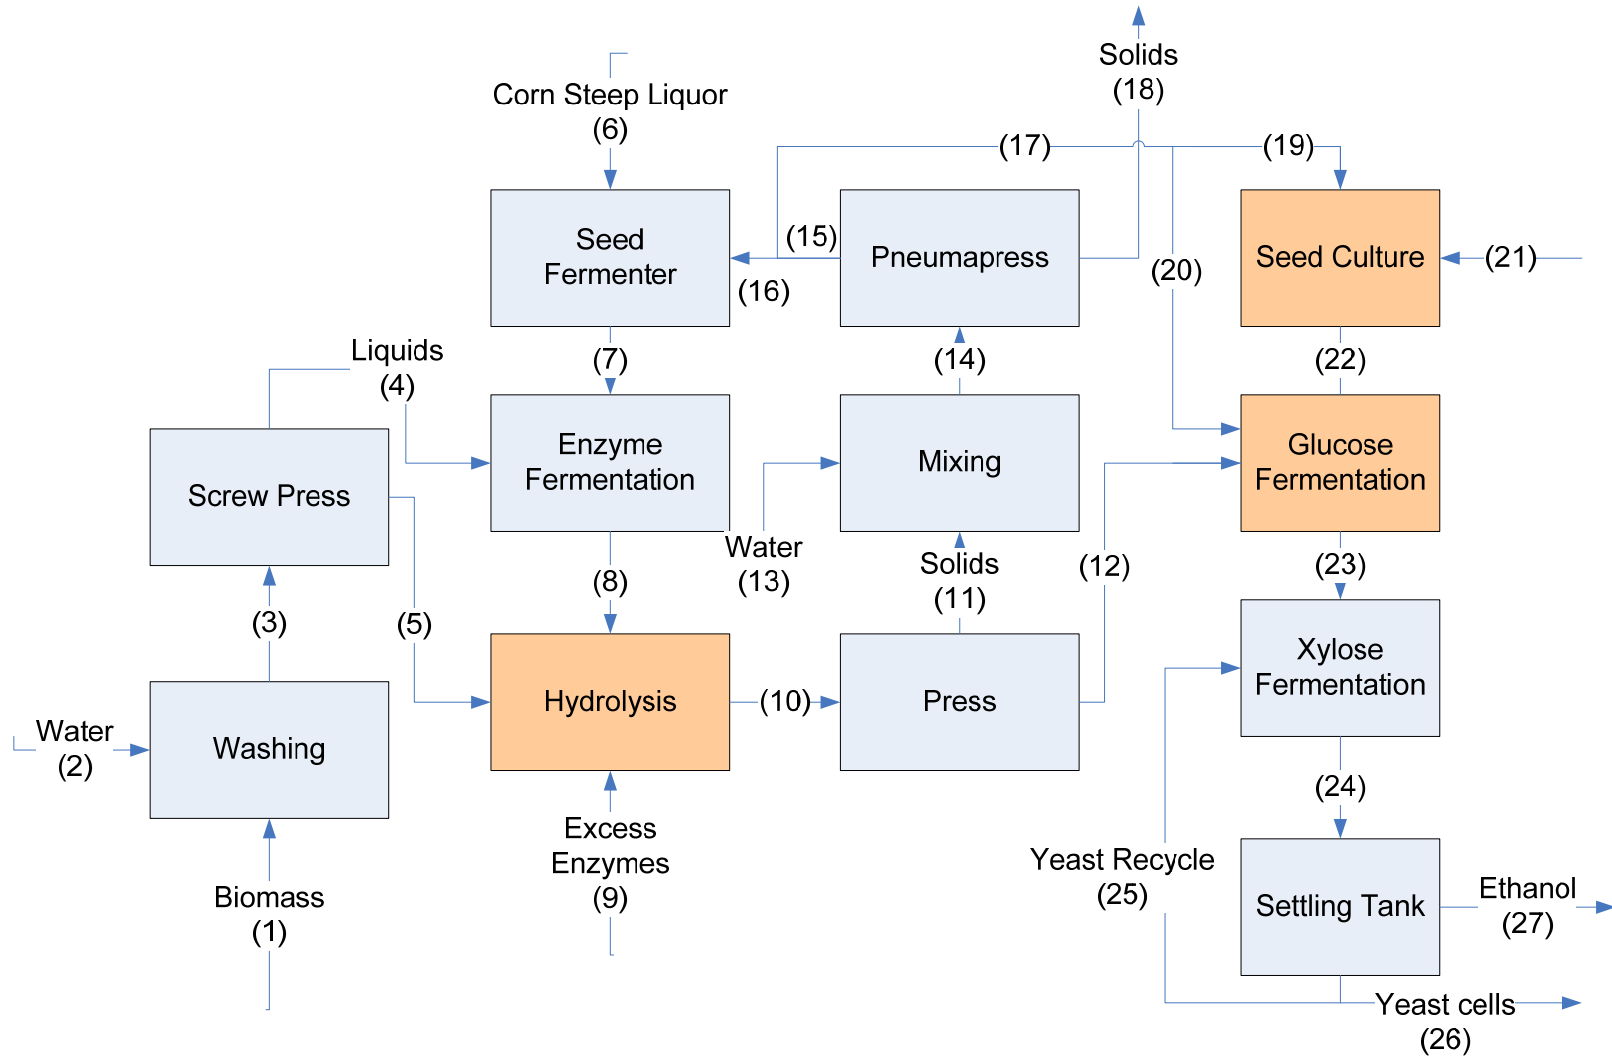 Solids
(18)
Corn Steep Liquor
(6)
(17)
(19)
Seed
Fermenter
(15)
(16)
Pneumapress
(20)
Seed Culture
(21)
Liquids
(4)
(7)
(14)
(22)
Screw Press
Enzyme
Fermentation
Mixing
Glucose
Fermentation
Water
(13)
Solids
(11)
(12)
(23)
(3)
(5)
(8)
Water
(2)
Washing
Hydrolysis
(10)
Press
Xylose
Fermentation
(24)
Biomass
(1)
Excess
Enzymes
(9)
Yeast Recycle
(25)
Settling Tank
Ethanol
(27)
Yeast cells
(26)